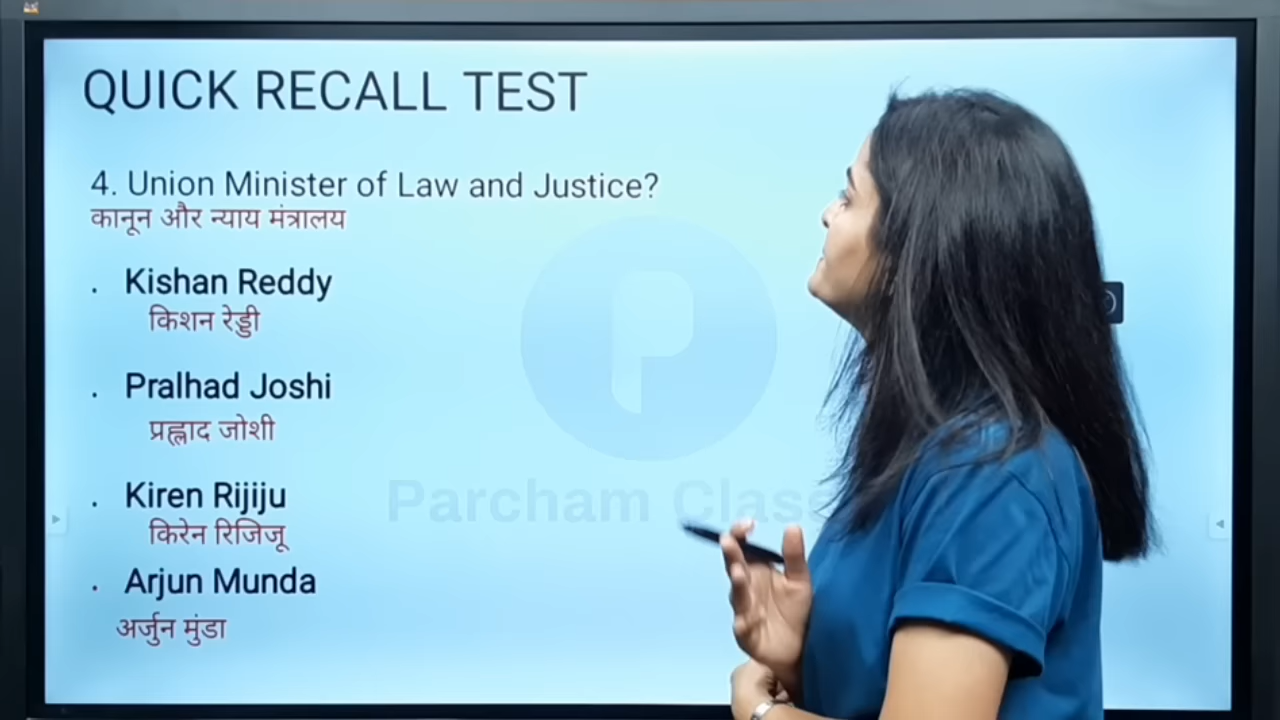 QUICK RECALL TEST
4. Union Minister of Law and Justice?
कानून और न्याय मंत्रालय
. Kishan Reddy
किशन रेड्डी
. Pralhad Joshi
प्रह्लाद जोशी
. Kiren Rijiju
किरेन रिजिजू
. Arjun Munda
अर्जुन मुंडा
Parcham